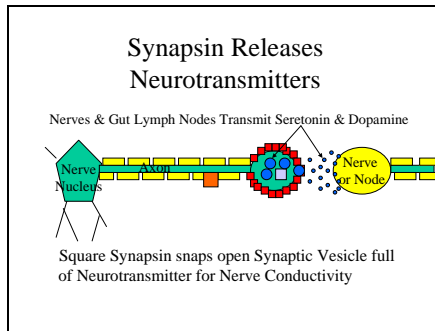 Synapsin Releases
Neurotransmitters
Nerves & Gut Lymph Nodes Transmit Seretonin & Dopamine
Nerve
Nucleus
Axon
Nerve
or Node
Square Synapsin snaps open Synaptic Vesicle full
of Neurotransmitter for Nerve Conductivity